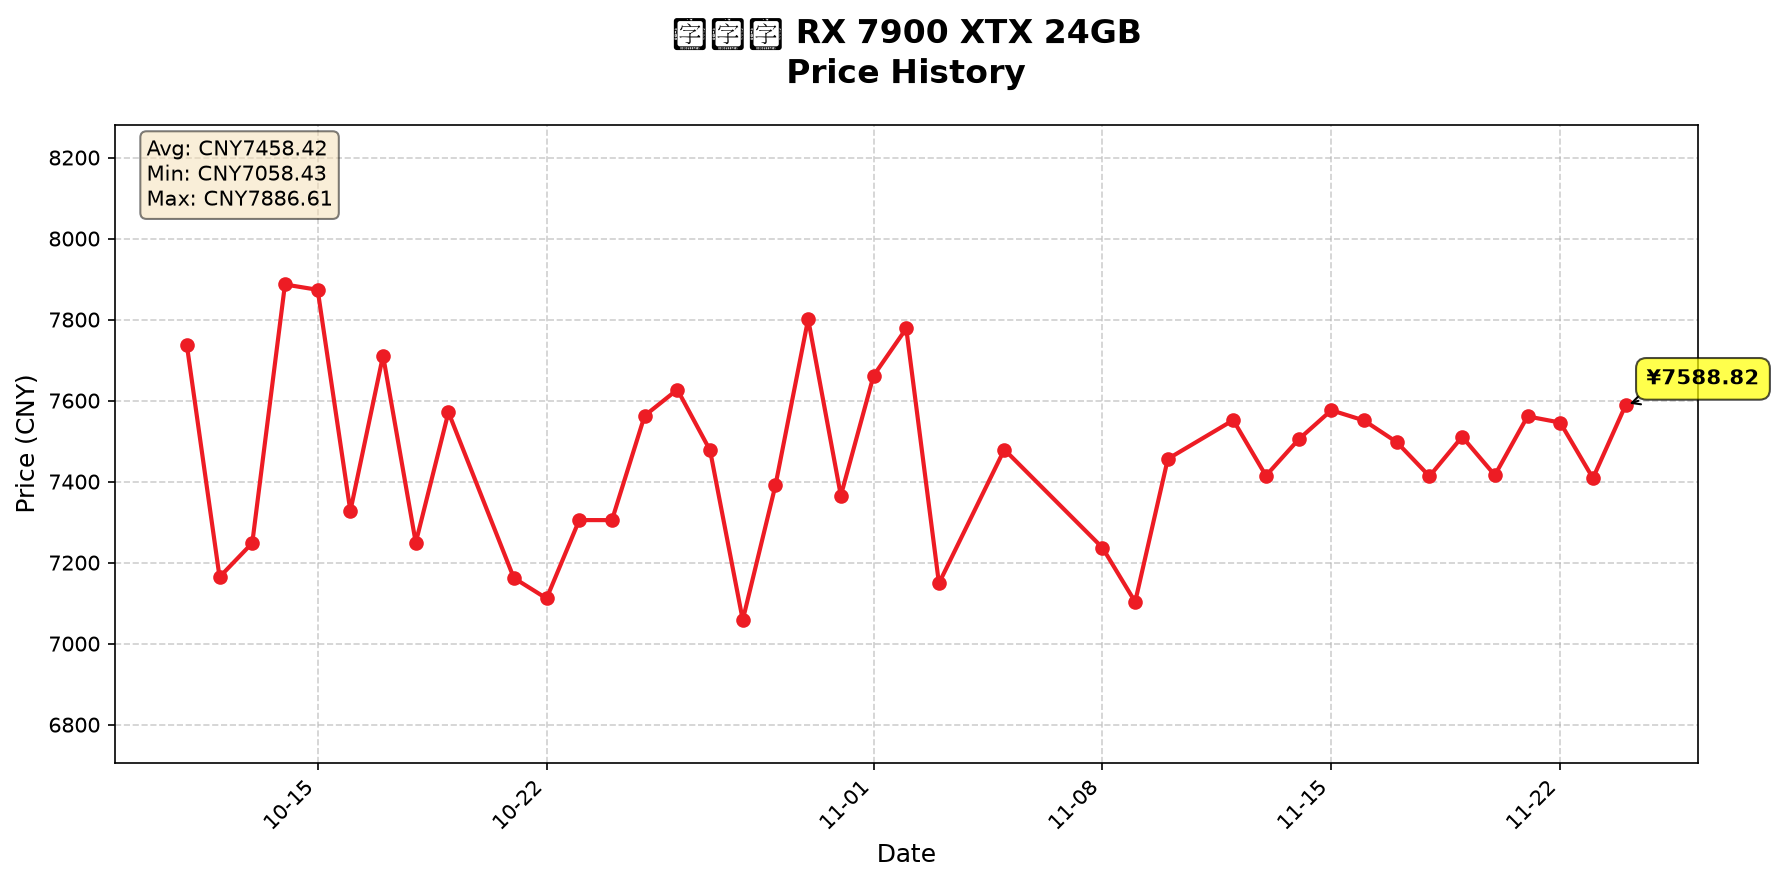 RX 7900 XTX 24GB
Price History
Avg: CNY7458.42
Min: CNY7058.43
Max: CNY7886.61
8200
8000
7800
7600
7400
7200
7000
6800
Price (CNY)
¥7588.82
10-15
10-22
11-01
11-08
11-15
11-22
Date